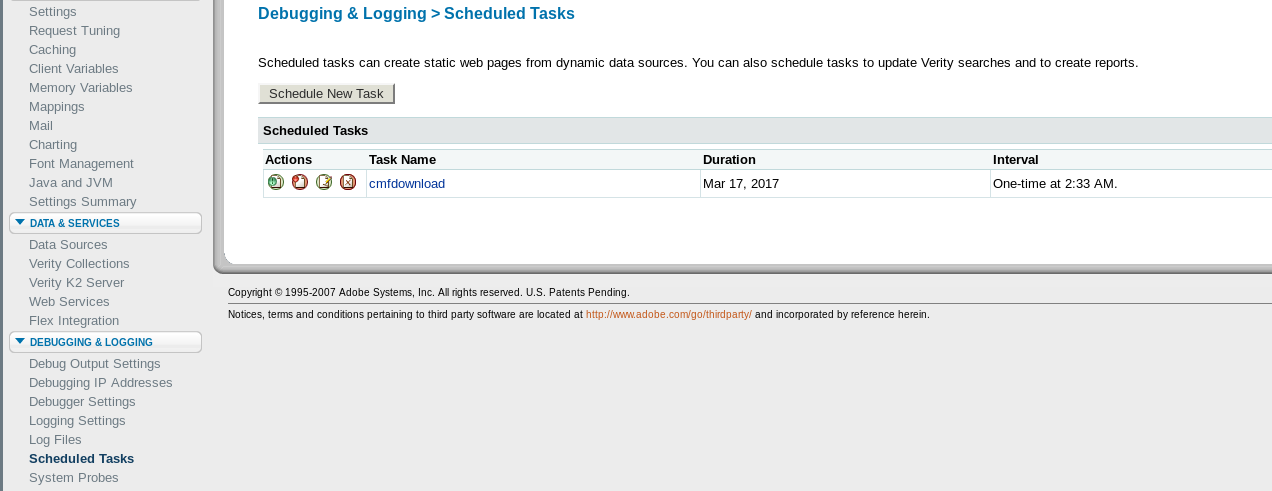 Settings
Request Tuning
Caching
Client Variables
Memory Variables
Mappings
Mail
Charting
Font Management
Java and JVM
Settings Summary
DATA & SERVICES
Data Sources
Verity Collections
Verity K2 Server
Web Services
Flex Integration
DEBUGGING & LOGGING
Debug Output Settings
Debugging IP Addresses
Debugger Settings
Logging Settings
Log Files
Scheduled Tasks
System Probes
Debugging & Logging > Scheduled Tasks
Scheduled tasks can create static web pages from dynamic data sources. You can also schedule tasks to update Verity searches and to create reports.
Schedule New Task
Scheduled Tasks
Actions Task Name Duration Interval
cmfdownload Mar 17, 2017 One-time at 2:33 AM.
Copyright © 1995-2007 Adobe Systems, Inc. All rights reserved. U.S. Patents Pending.
Notices, terms and conditions pertaining to third party software are located at http://www.adobe.com/go/thirdparty/ and incorporated by reference herein.